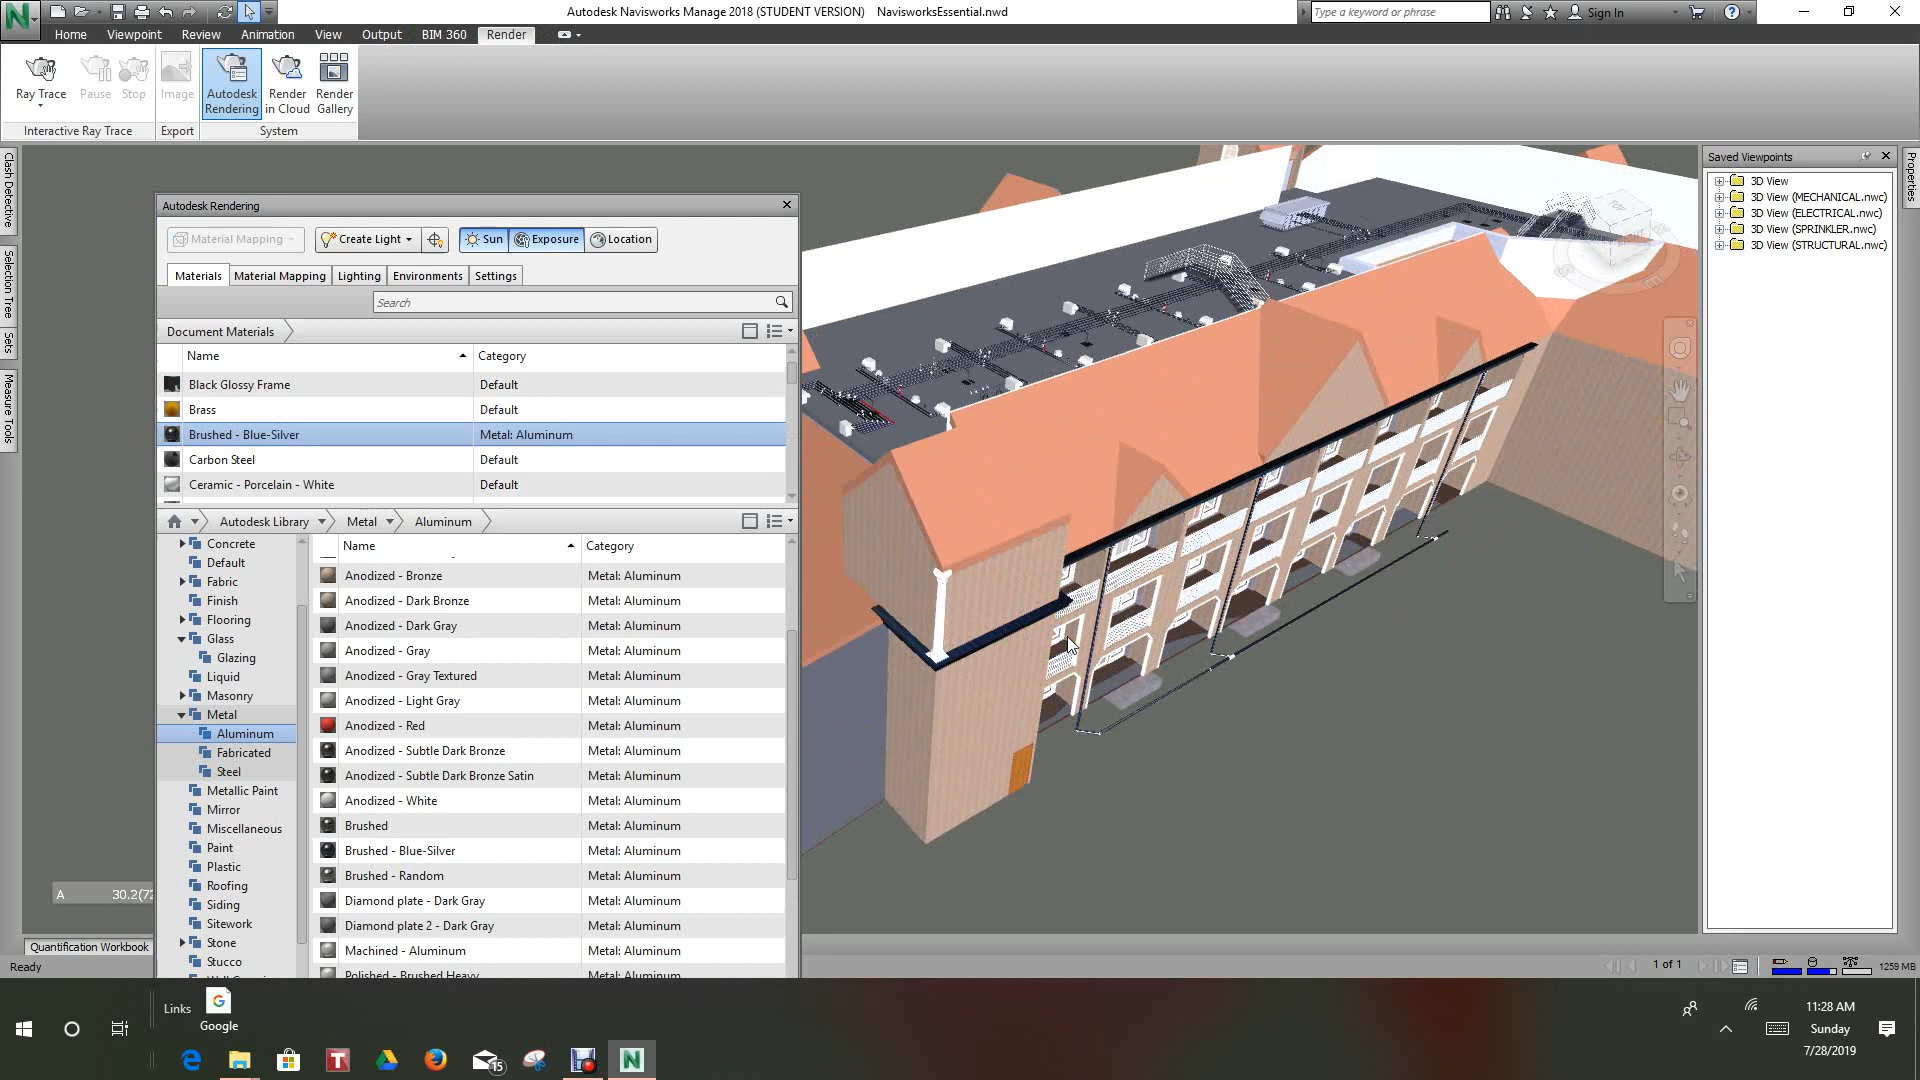 Autodesk Navisworks Manage 2018 (STUDENT VERSION) NavisworksEssential.nwd
Type a keyword or phrase
Sign In
Home Viewpoint Review Animation View Output BIM 360 Render
Ray Trace
Pause
Stop
Image
Autodesk Rendering
Render in Cloud
Render Gallery
Interactive Ray Trace
Export
System
Clash Detective
Selection Tree
Sets
Measure Tools
Autodesk Rendering
Material Mapping
Create Light
Sun
Exposure
Location
Materials
Material Mapping
Lighting
Environments
Settings
Search
Document Materials
Name Category
Black Glossy Frame Default
Brass Default
Brushed - Blue-Silver Metal: Aluminum
Carbon Steel Default
Ceramic - Porcelain - White Default
Autodesk Library Metal Aluminum
Concrete
Default
Fabric
Finish
Flooring
Glass
Glazing
Liquid
Masonry
Metal
Aluminum
Fabricated
Steel
Metallic Paint
Mirror
Miscellaneous
Paint
Plastic
Roofing
Siding
Sitework
Stone
Stucco
Name Category
Anodized - Bronze Metal: Aluminum
Anodized - Dark Bronze Metal: Aluminum
Anodized - Dark Gray Metal: Aluminum
Anodized - Gray Metal: Aluminum
Anodized - Gray Textured Metal: Aluminum
Anodized - Light Gray Metal: Aluminum
Anodized - Red Metal: Aluminum
Anodized - Subtle Dark Bronze Metal: Aluminum
Anodized - Subtle Dark Bronze Satin Metal: Aluminum
Anodized - White Metal: Aluminum
Brushed Metal: Aluminum
Brushed - Blue-Silver Metal: Aluminum
Brushed - Random Metal: Aluminum
Diamond plate - Dark Gray Metal: Aluminum
Diamond plate 2 - Dark Gray Metal: Aluminum
Machined - Aluminum Metal: Aluminum
Polished - Brushed Heavy Metal: Aluminum
TOP
Saved Viewpoints
3D View
3D View (MECHANICAL.nwc)
3D View (ELECTRICAL.nwc)
3D View (SPRINKLER.nwc)
3D View (STRUCTURAL.nwc)
Properties
A 30.2(72
Quantification Workbook
Ready
1 of 1
1259 MB
Links
Google
15
11:28 AM
Sunday
7/28/2019